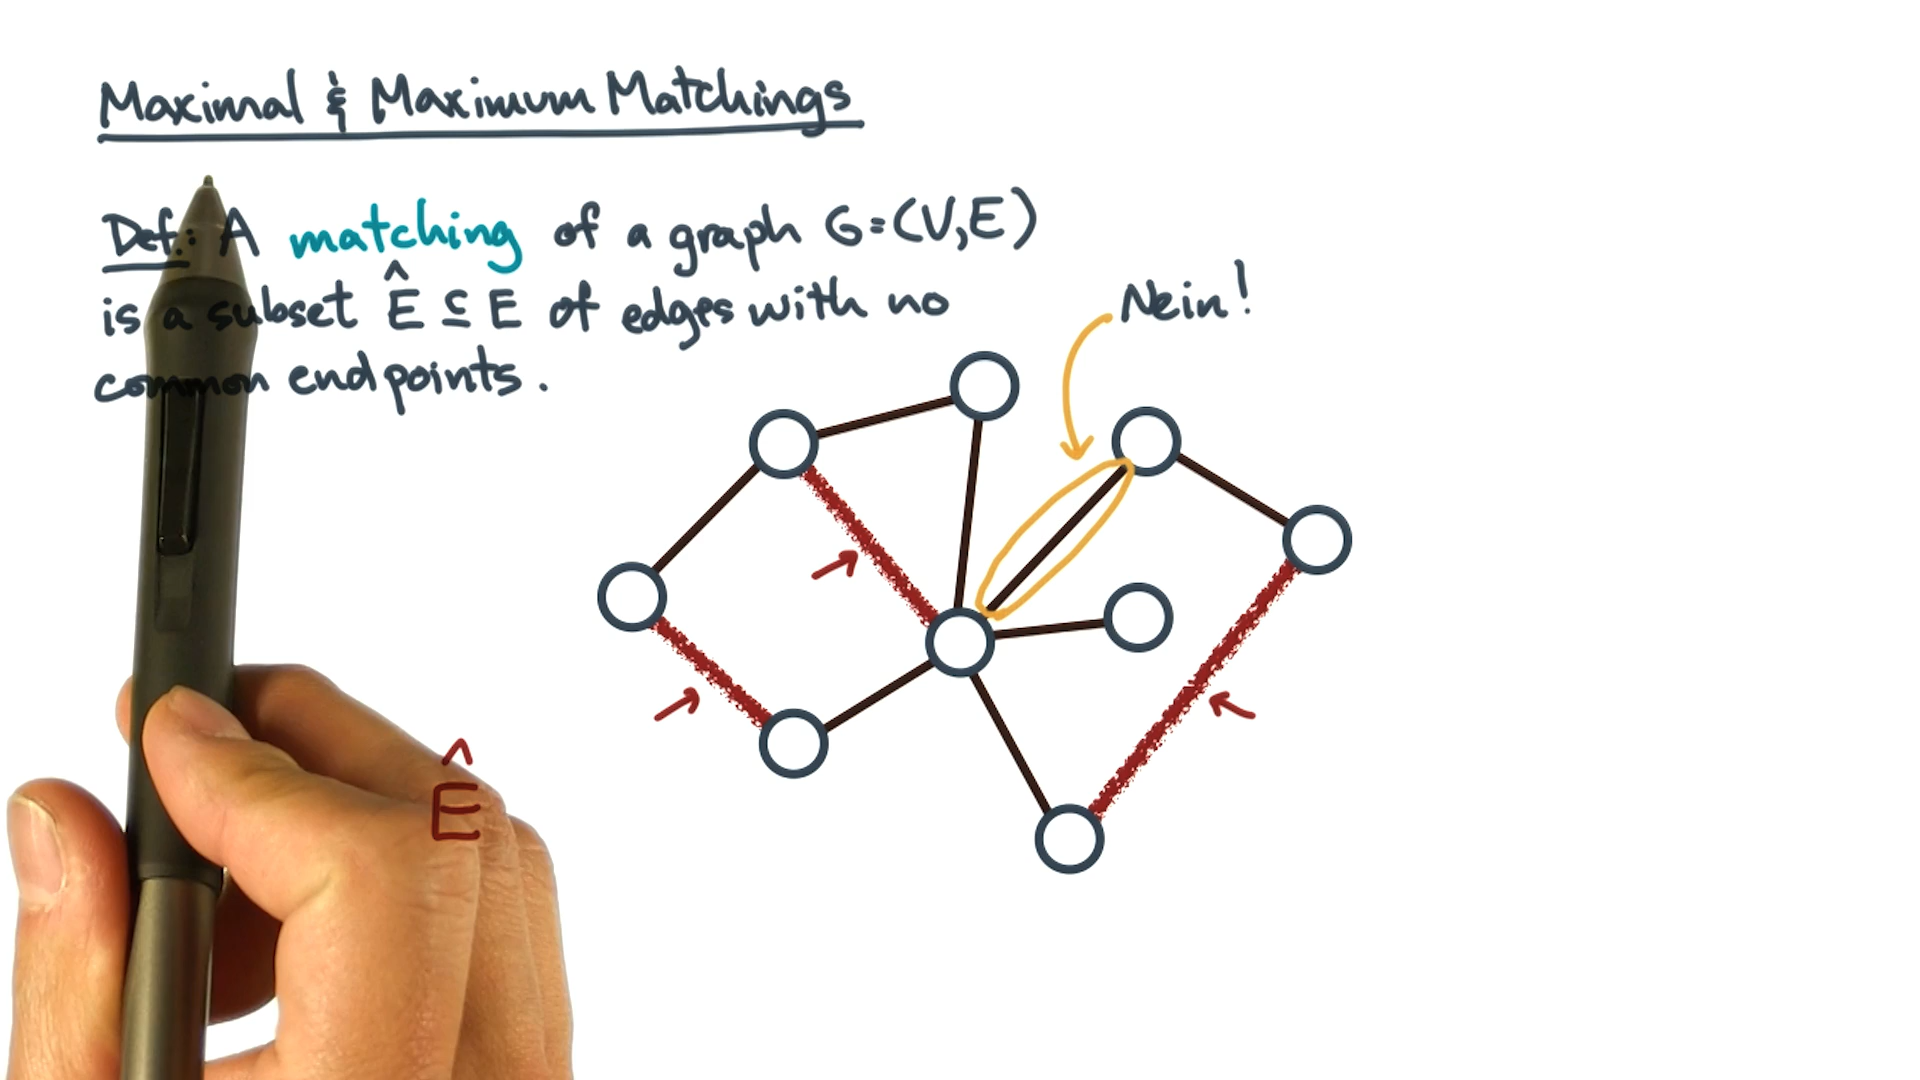 Maximal & Maximum Matchings
Def: A matching of a graph G=(V,E)
is a subset Ê ⊆ E of edges with no
common endpoints.
Nein!
Ê